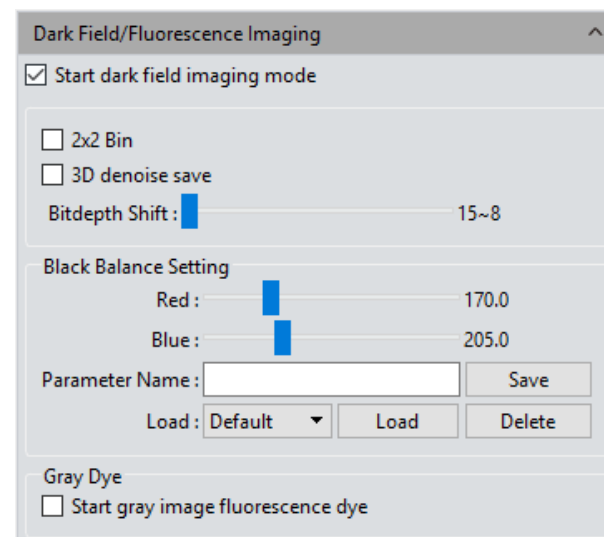 Dark Field/Fluorescence Imaging
Start dark field imaging mode
2x2 Bin
3D denoise save
Bitdepth Shift : 15~8
Black Balance Setting
Red : 170.0
Blue : 205.0
Parameter Name : Save
Load : Default Load Delete
Gray Dye
Start gray image fluorescence dye